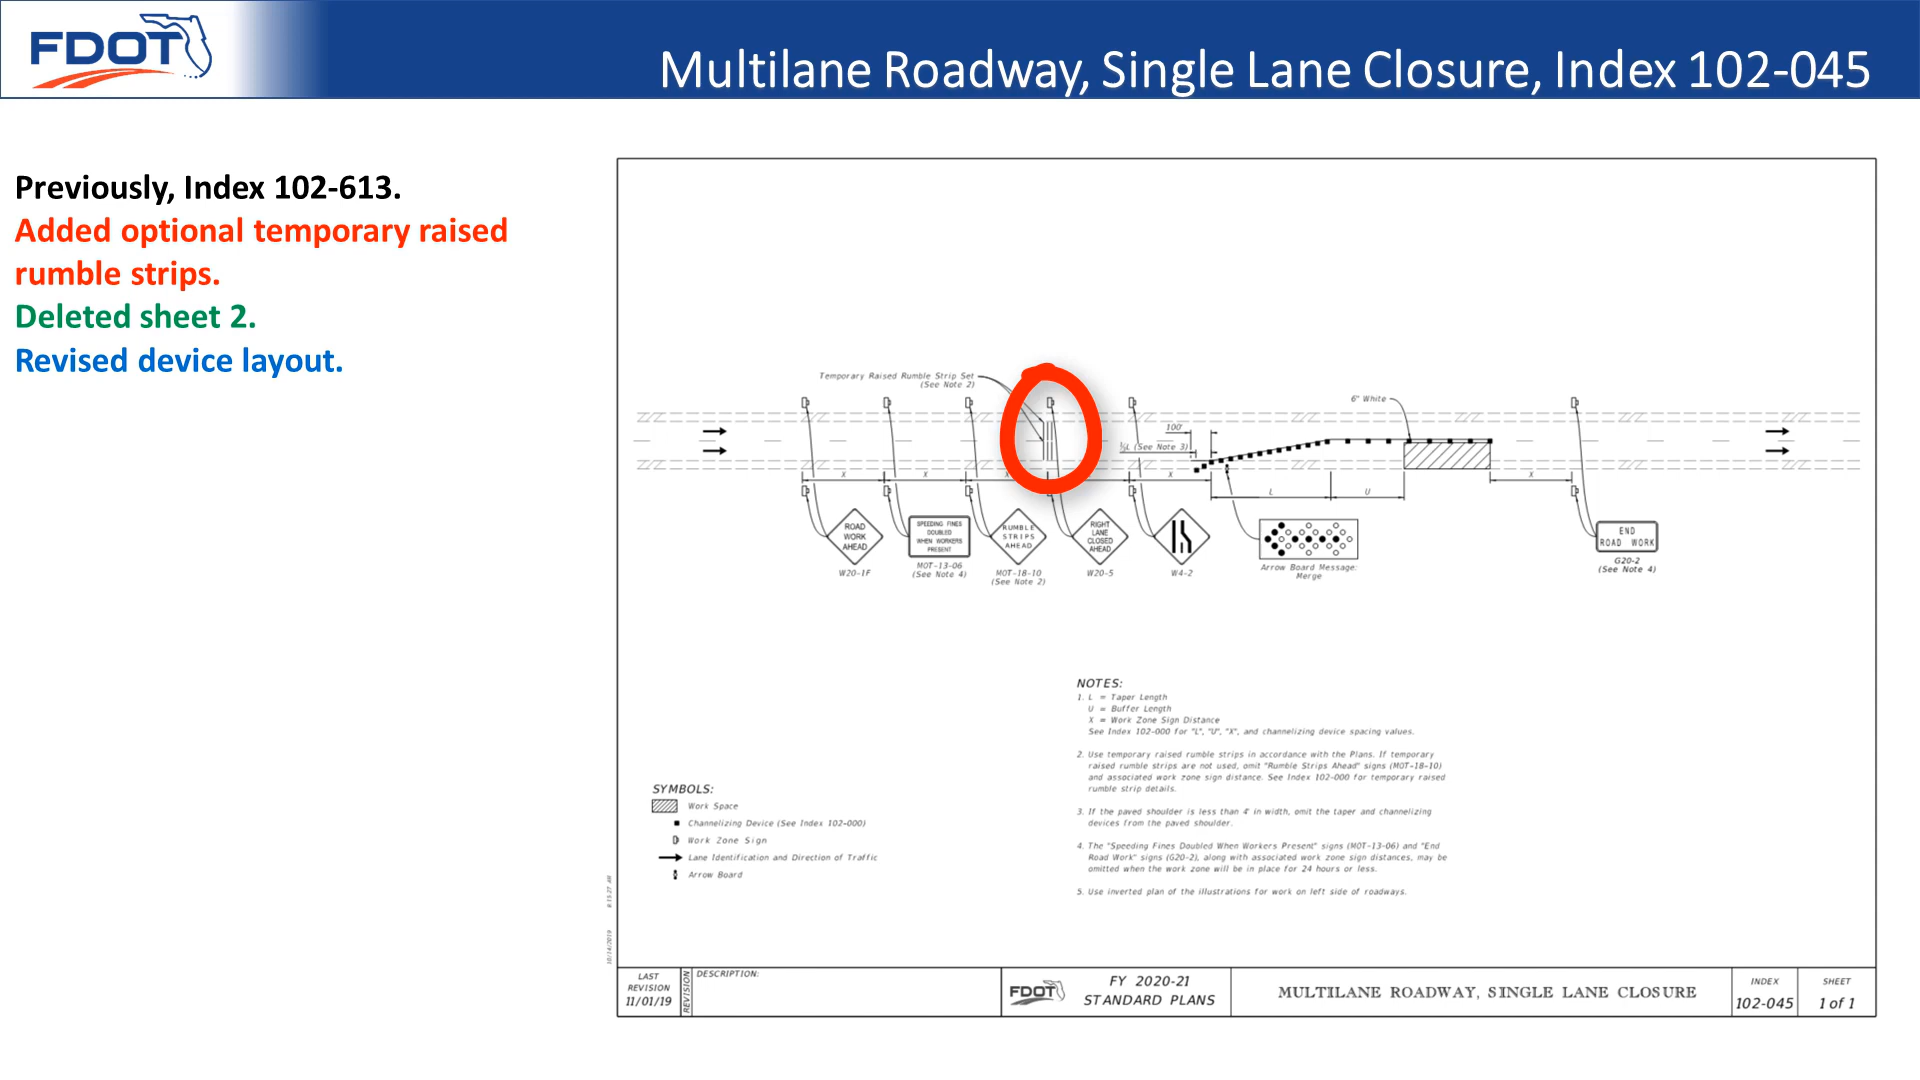 FDOT
Multilane Roadway, Single Lane Closure, Index 102-045
Previously, Index 102-613.
Added optional temporary raised
rumble strips.
Deleted sheet 2.
Revised device layout.
Temporary Raised Rumble Strip Set
(See Note 2)
6" White
100'
½L (See Note 3)
X X X X X
L U
ROAD
WORK
AHEAD
W20-1F
SPEEDING FINES
DOUBLED
WHEN WORKERS
PRESENT
MOT-13-06
(See Note 4)
RUMBLE
STRIPS
AHEAD
MOT-18-10
(See Note 2)
RIGHT
LANE
CLOSED
AHEAD
W20-5
W4-2
Arrow Board Message:
Merge
END
ROAD WORK
G20-2
(See Note 4)
NOTES:
1. L = Taper Length
U = Buffer Length
X = Work Zone Sign Distance
See Index 102-000 for "L", "U", "X", and channelizing device spacing values.
2. Use temporary raised rumble strips in accordance with the Plans. If temporary
raised rumble strips are not used, omit "Rumble Strips Ahead" signs (MOT-18-10)
and associated work zone sign distance. See Index 102-000 for temporary raised
rumble strip details.
3. If the paved shoulder is less than 4' in width, omit the taper and channelizing
devices from the paved shoulder.
4. The "Speeding Fines Doubled When Workers Present" signs (MOT-13-06) and "End
Road Work" signs (G20-2), along with associated work zone sign distances, may be
omitted when the work zone will be in place for 24 hours or less.
5. Use inverted plan of the illustrations for work on left side of roadways.
SYMBOLS:
Work Space
Channelizing Device (See Index 102-000)
Work Zone Sign
Lane Identification and Direction of Traffic
Arrow Board
10/14/2019
LAST
REVISION
11/01/19
REVISION
DESCRIPTION:
FDOT
FY 2020-21
STANDARD PLANS
MULTILANE ROADWAY, SINGLE LANE CLOSURE
INDEX
102-045
SHEET
1 of 1